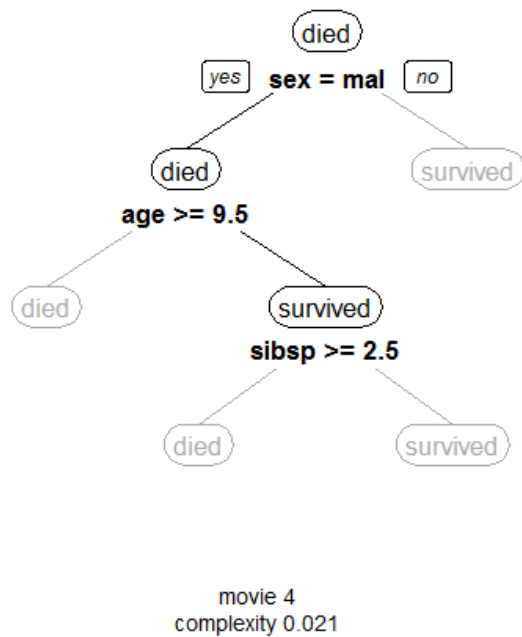 died
yes sex = mal no
died survived
age >= 9.5
died survived
sibsp >= 2.5
died survived
movie 4
complexity 0.021